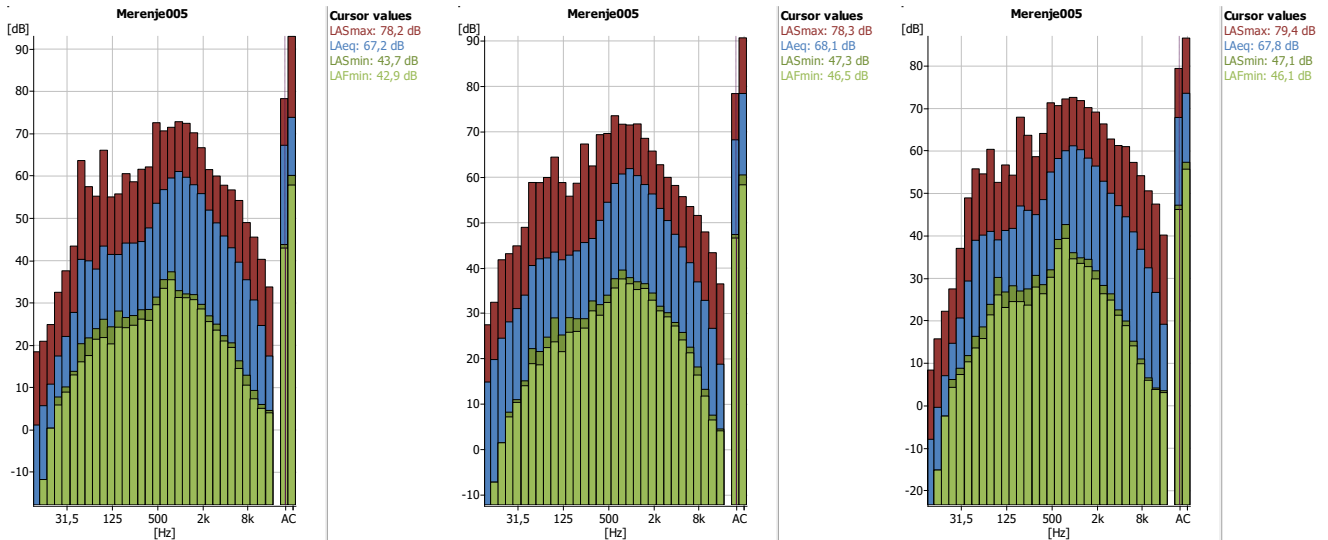 Merenje005
[dB]
90
80
70
60
50
40
30
20
10
0
-10
31,5 125 500 2k 8k AC
[Hz]
Cursor values
LASmax: 78,2 dB
LAeq: 67,2 dB
LASmin: 43,7 dB
LAFmin: 42,9 dB
Merenje005
[dB]
90
80
70
60
50
40
30
20
10
0
-10
31,5 125 500 2k 8k AC
[Hz]
Cursor values
LASmax: 78,3 dB
LAeq: 68,1 dB
LASmin: 47,3 dB
LAFmin: 46,5 dB
Merenje005
[dB]
80
70
60
50
40
30
20
10
0
-10
-20
31,5 125 500 2k 8k AC
[Hz]
Cursor values
LASmax: 79,4 dB
LAeq: 67,8 dB
LASmin: 47,1 dB
LAFmin: 46,1 dB